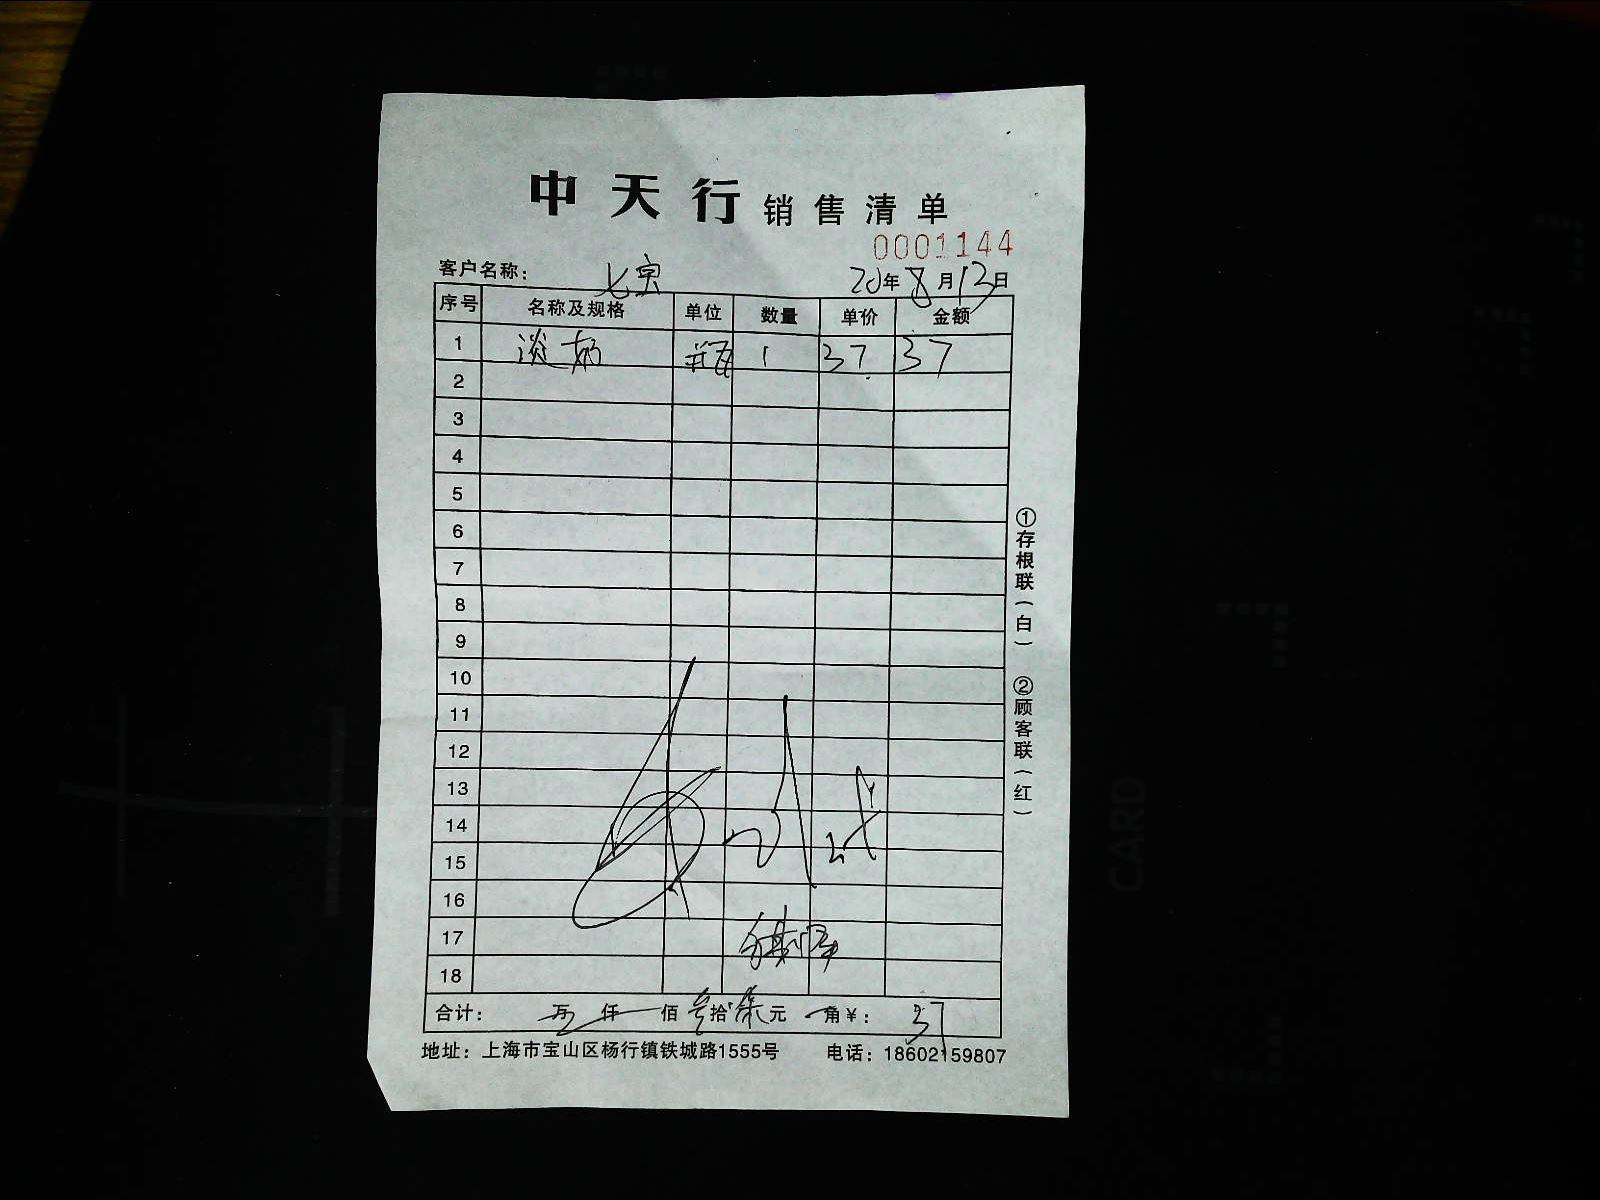 中天行 销售清单
0001144
客户名称: 七宗 20年8月13日
序号 名称及规格 单位 数量 单价 金额
1 淡奶 瓶 1 37 37
2
3
4
5
6
7
8
9
10
11
12
13
14
15
16
17
18
合计: 万 仟 佰 叁拾柒元 角¥: 37
地址: 上海市宝山区杨行镇铁城路1555号 电话: 18602159807
①存根联(白) ②顾客联(红)
CARD